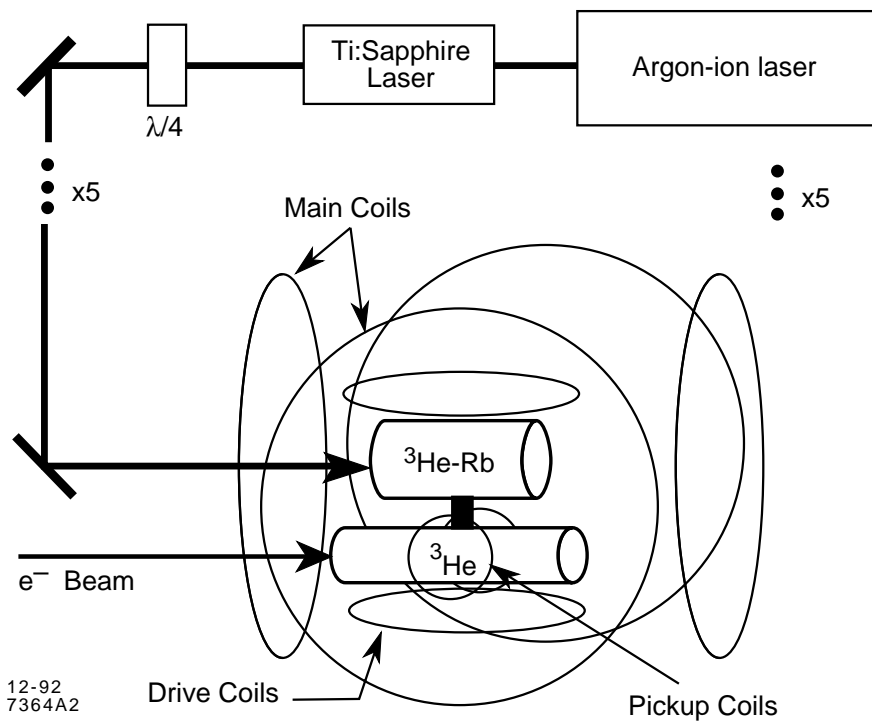 Ti:Sapphire
Laser
Argon-ion laser
λ/4
x5
x5
Main Coils
³He-Rb
³He
e⁻ Beam
Drive Coils
Pickup Coils
12-92
7364A2